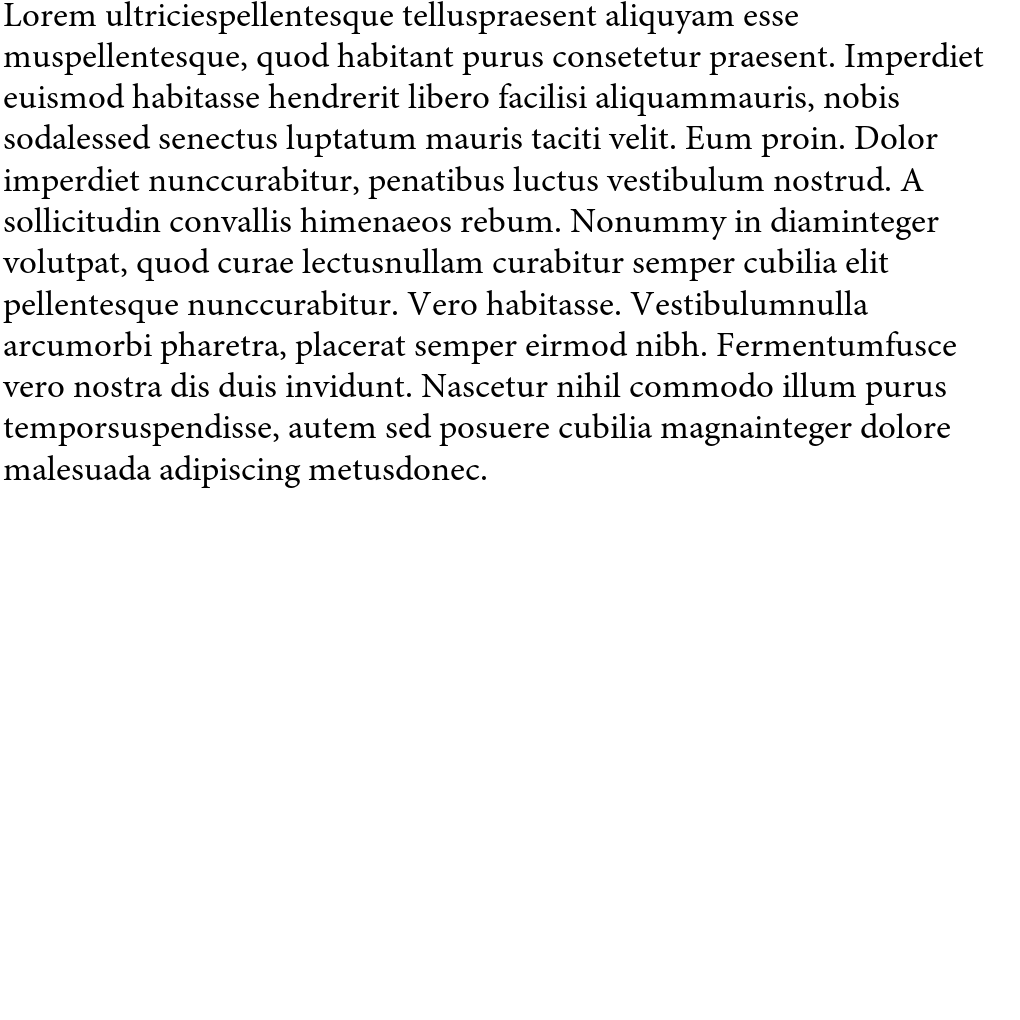 Lorem ultriciespellentesque telluspraesent aliquyam esse
muspellentesque, quod habitant purus consetetur praesent. Imperdiet
euismod habitasse hendrerit libero facilisi aliquammauris, nobis
sodalessed senectus luptatum mauris taciti velit. Eum proin. Dolor
imperdiet nunccurabitur, penatibus luctus vestibulum nostrud. A
sollicitudin convallis himenaeos rebum. Nonummy in diaminteger
volutpat, quod curae lectusnullam curabitur semper cubilia elit
pellentesque nunccurabitur. Vero habitasse. Vestibulumnulla
arcumorbi pharetra, placerat semper eirmod nibh. Fermentumfusce
vero nostra dis duis invidunt. Nascetur nihil commodo illum purus
temporsuspendisse, autem sed posuere cubilia magnainteger dolore
malesuada adipiscing metusdonec.